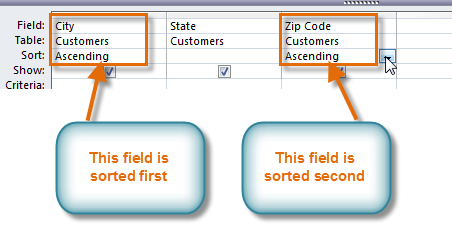 Field: City State Zip Code
Table: Customers Customers Customers
Sort: Ascending Ascending
Show:
Criteria:
This field is
sorted first
This field is
sorted second